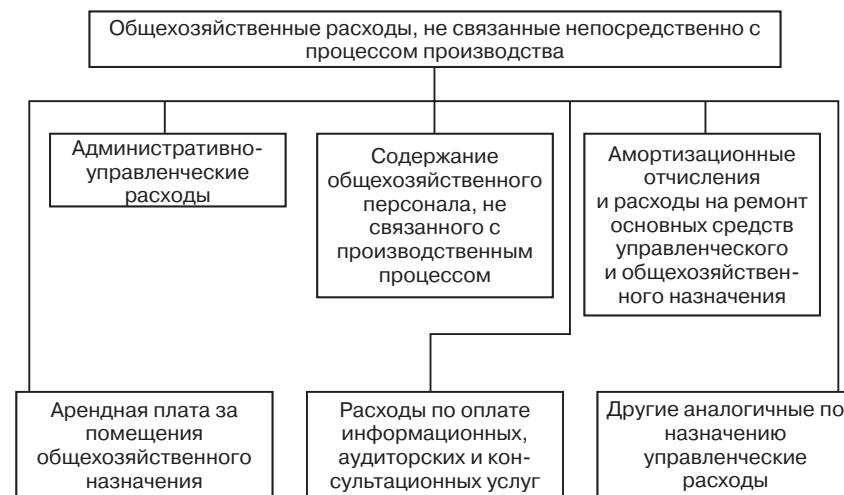 Общехозяйственные расходы, не связанные непосредственно с
процессом производства
Административно-
управленческие
расходы
Содержание
общехозяйственного
персонала, не
связанного с
производственным
процессом
Амортизационные
отчисления
и расходы на ремонт
основных средств
управленческого
и общехозяйствен-
ного назначения
Арендная плата за
помещения
общехозяйственного
назначения
Расходы по оплате
информационных,
аудиторских и кон-
сультационных услуг
Другие аналогичные по
назначению
управленческие
расходы